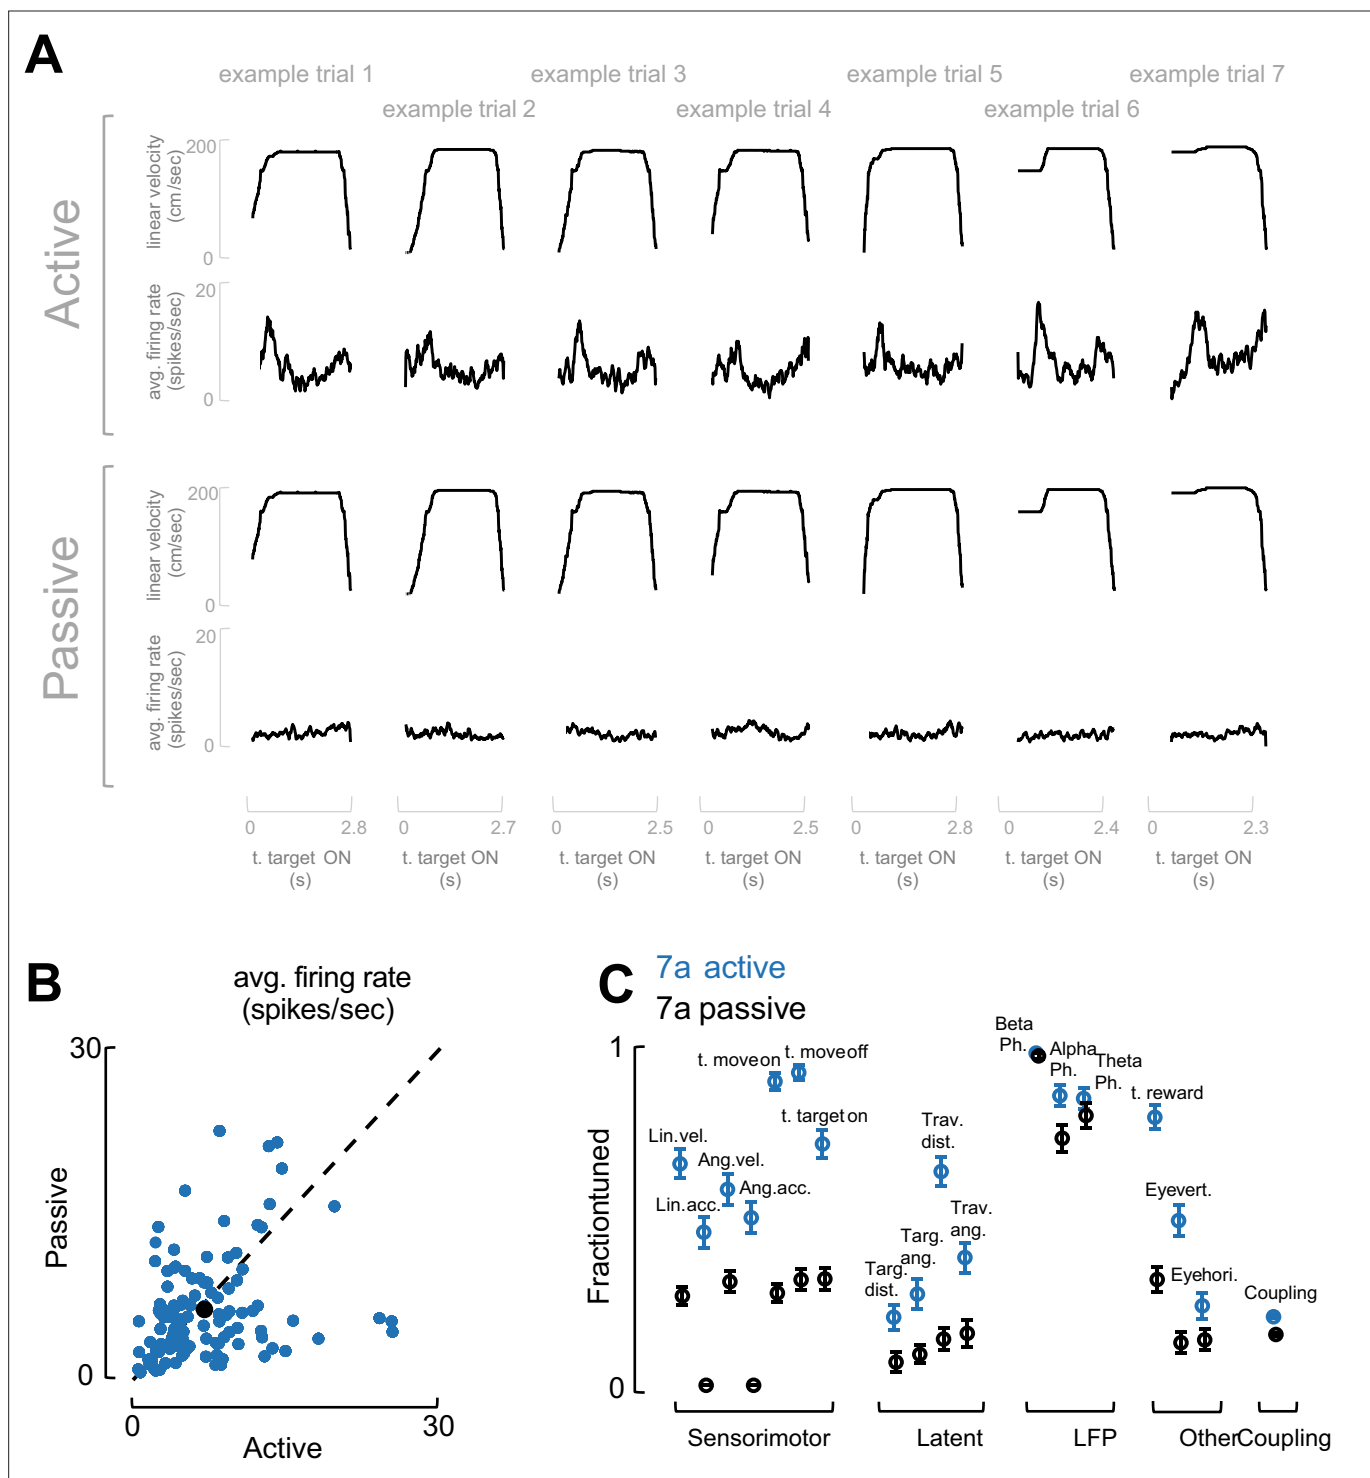 A
example trial 1
example trial 3
example trial 5
example trial 7
example trial 2
example trial 4
example trial 6
Active
linear velocity
(cm/sec)
200
0
avg. firing rate
(spikes/sec)
20
0
Passive
linear velocity
(cm/sec)
200
0
avg. firing rate
(spikes/sec)
20
0
0 2.8
0 2.7
0 2.5
0 2.5
0 2.8
0 2.4
0 2.3
t. target ON
(s)
t. target ON
(s)
t. target ON
(s)
t. target ON
(s)
t. target ON
(s)
t. target ON
(s)
t. target ON
(s)
B
avg. firing rate
(spikes/sec)
30
Passive
0
0
30
Active
C
7a active
7a passive
1
Fractiontuned
0
Lin.vel.
Lin.acc.
Ang.vel.
Ang.acc.
t. moveon
t. moveoff
t. targeton
Targ.
dist.
Targ.
ang.
Trav.
dist.
Trav.
ang.
Beta
Ph.
Alpha
Ph.
Theta
Ph.
t. reward
Eyevert.
Eyehori.
Coupling
Sensorimotor
Latent
LFP
Other
Coupling